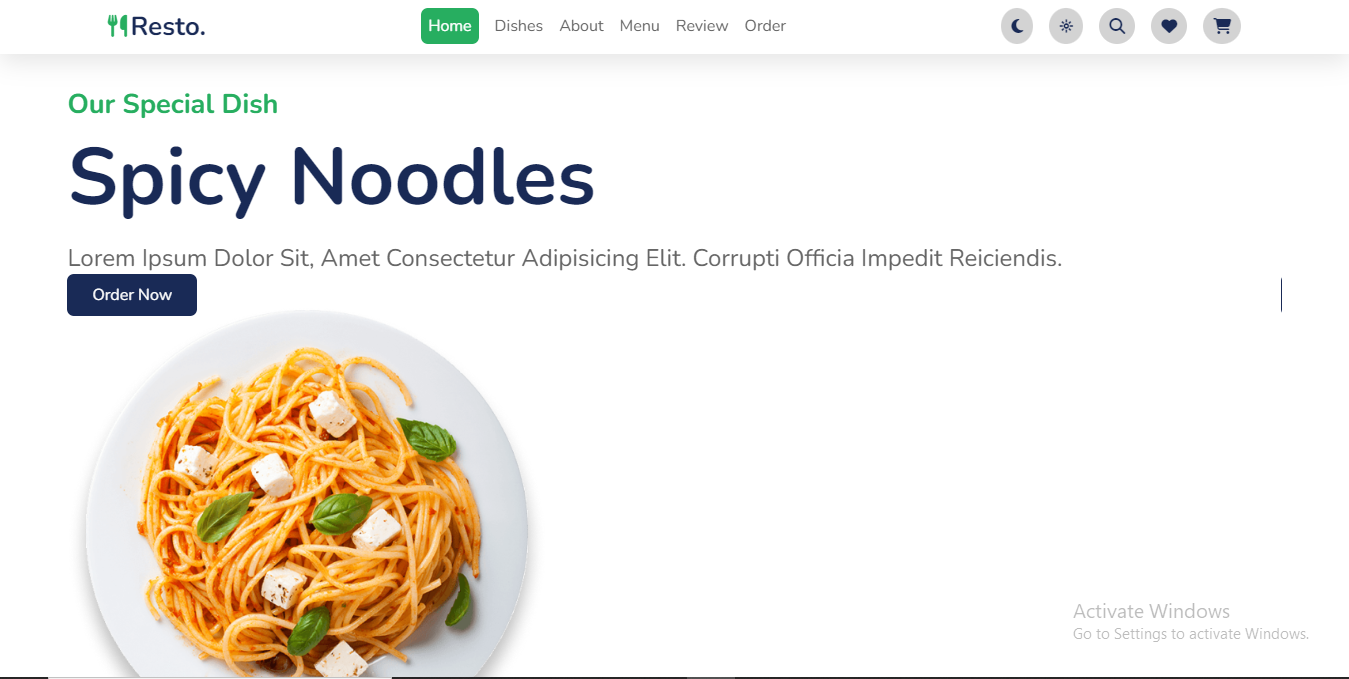 Resto.
Home Dishes About Menu Review Order
Our Special Dish
Spicy Noodles
Lorem Ipsum Dolor Sit, Amet Consectetur Adipisicing Elit. Corrupti Officia Impedit Reiciendis.
Order Now
Activate Windows
Go to Settings to activate Windows.